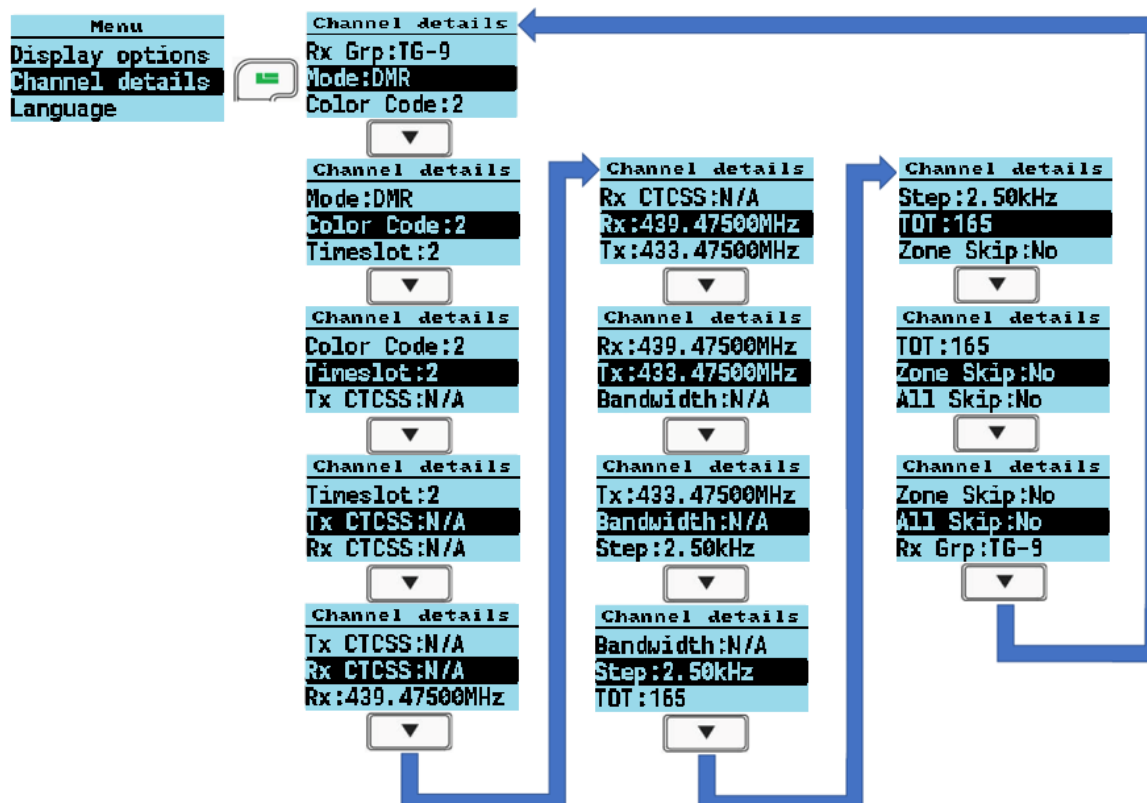 Menu
Display options
Channel details
Language
Channel details
Rx Grp:TG-9
Mode:DMR
Color Code:2
Channel details
Mode:DMR
Color Code:2
Timeslot:2
Channel details
Color Code:2
Timeslot:2
Tx CTCSS:N/A
Channel details
Timeslot:2
Tx CTCSS:N/A
Rx CTCSS:N/A
Channel details
Tx CTCSS:N/A
Rx CTCSS:N/A
Rx:439.47500MHz
Channel details
Rx CTCSS:N/A
Rx:439.47500MHz
Tx:433.47500MHz
Channel details
Rx:439.47500MHz
Tx:433.47500MHz
Bandwidth:N/A
Channel details
Tx:433.47500MHz
Bandwidth:N/A
Step:2.50kHz
Channel details
Bandwidth:N/A
Step:2.50kHz
TOT:165
Channel details
Step:2.50kHz
TOT:165
Zone Skip:No
Channel details
TOT:165
Zone Skip:No
All Skip:No
Channel details
Zone Skip:No
All Skip:No
Rx Grp:TG-9